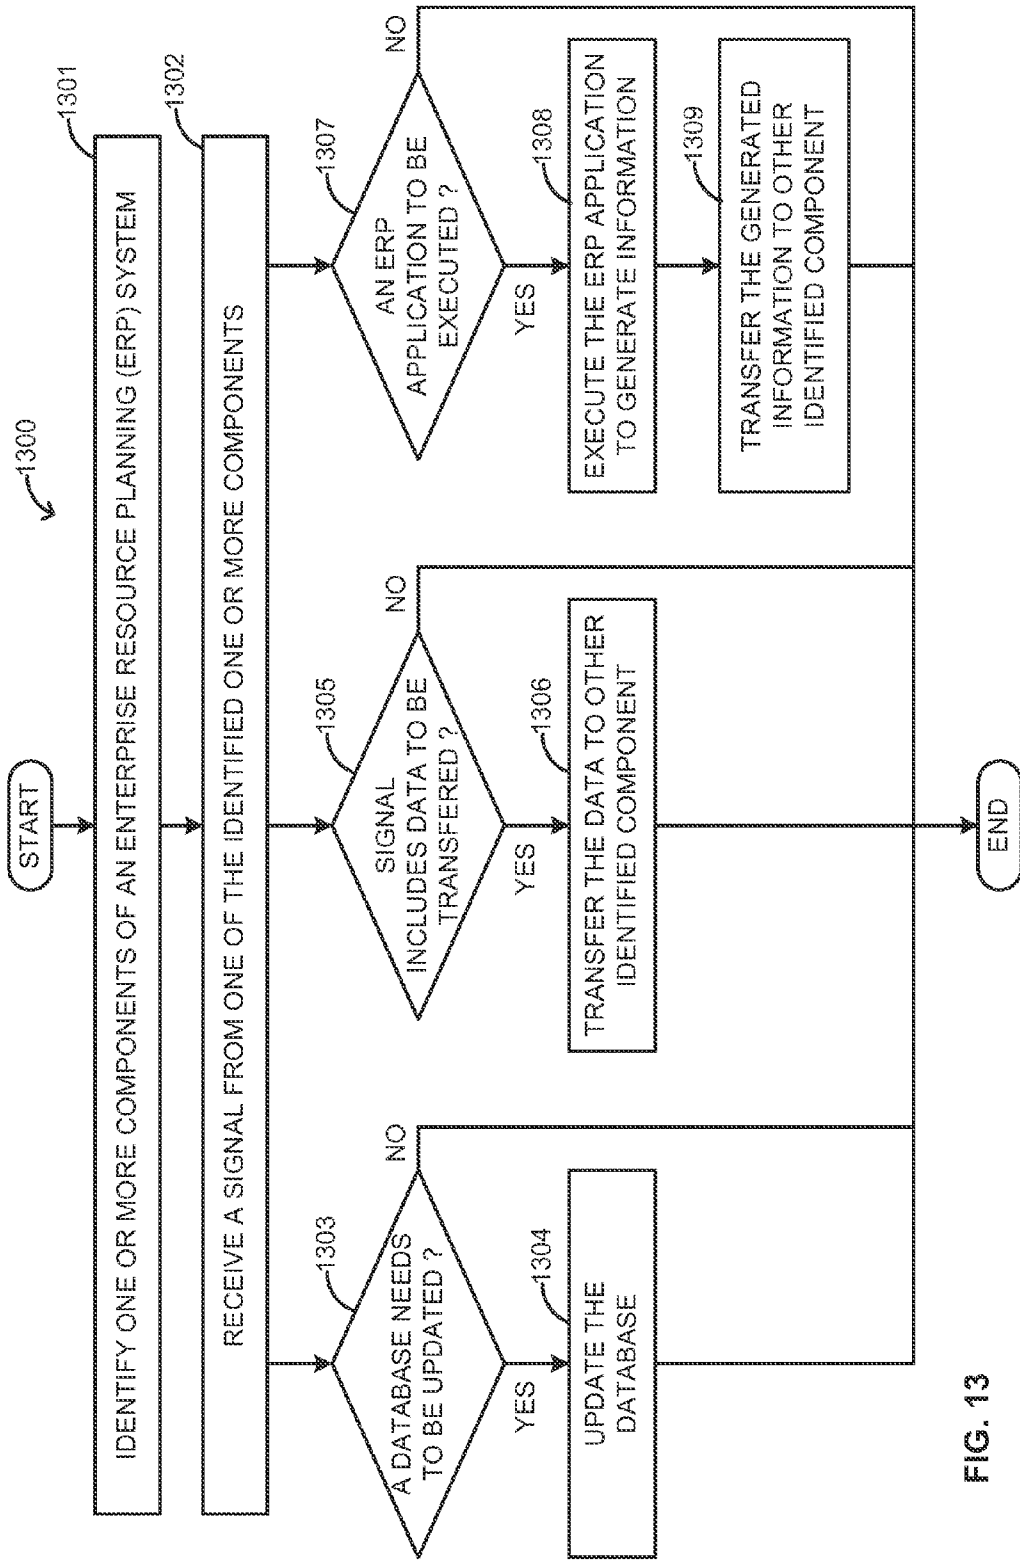 1300
START
1301
IDENTIFY ONE OR MORE COMPONENTS OF AN ENTERPRISE RESOURCE PLANNING (ERP) SYSTEM
1302
RECEIVE A SIGNAL FROM ONE OF THE IDENTIFIED ONE OR MORE COMPONENTS
1303
A DATABASE NEEDS
TO BE UPDATED ?
NO
YES
1304
UPDATE THE
DATABASE
1305
SIGNAL
INCLUDES DATA TO BE
TRANSFERED ?
NO
YES
1306
TRANSFER THE DATA TO OTHER
IDENTIFIED COMPONENT
1307
AN ERP
APPLICATION TO BE
EXECUTED ?
NO
YES
1308
EXECUTE THE ERP APPLICATION
TO GENERATE INFORMATION
1309
TRANSFER THE GENERATED
INFORMATION TO OTHER
IDENTIFIED COMPONENT
END
FIG. 13